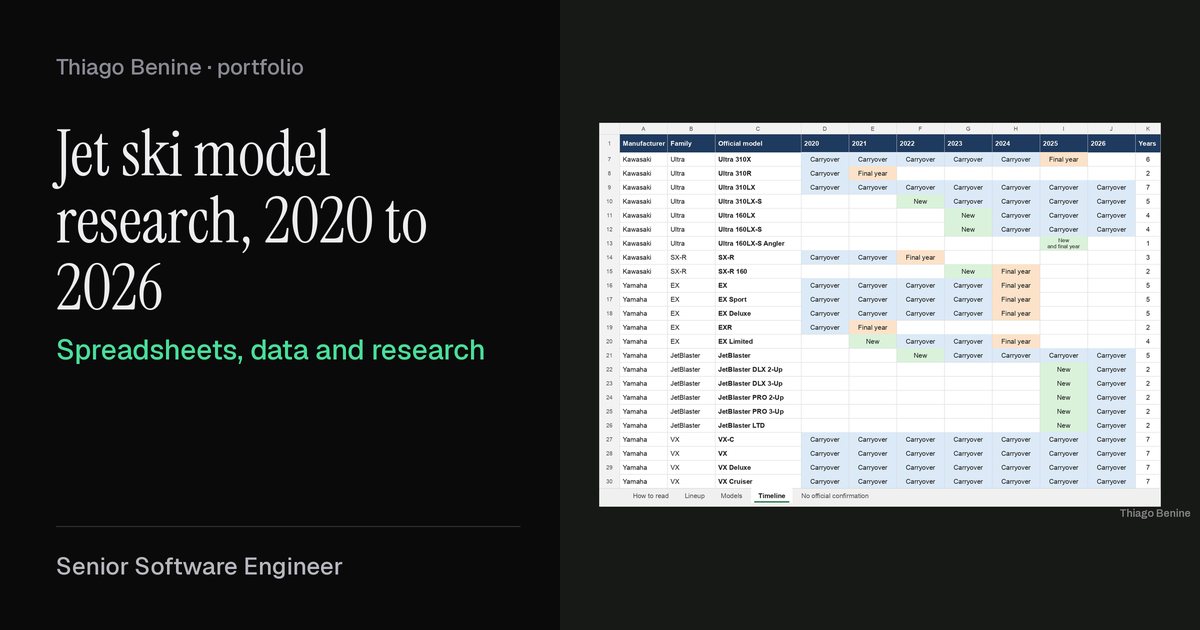 Thiago Benine · portfolio
Jet ski model
research, 2020 to
2026
Spreadsheets, data and research
Senior Software Engineer
A B C D E F G H I J K
1 Manufacturer Family Official model 2020 2021 2022 2023 2024 2025 2026 Years
7 Kawasaki Ultra Ultra 310X Carryover Carryover Carryover Carryover Carryover Final year 6
8 Kawasaki Ultra Ultra 310R Carryover Final year 2
9 Kawasaki Ultra Ultra 310LX Carryover Carryover Carryover Carryover Carryover Carryover Carryover 7
10 Kawasaki Ultra Ultra 310LX-S New Carryover Carryover Carryover Carryover 5
11 Kawasaki Ultra Ultra 160LX New Carryover Carryover Carryover 4
12 Kawasaki Ultra Ultra 160LX-S New Carryover Carryover Carryover 4
13 Kawasaki Ultra Ultra 160LX-S Angler New and final year 1
14 Kawasaki SX-R SX-R Carryover Carryover Final year 3
15 Kawasaki SX-R SX-R 160 New Final year 2
16 Yamaha EX EX Carryover Carryover Carryover Carryover Final year 5
17 Yamaha EX EX Sport Carryover Carryover Carryover Carryover Final year 5
18 Yamaha EX EX Deluxe Carryover Carryover Carryover Carryover Final year 5
19 Yamaha EX EXR Carryover Final year 2
20 Yamaha EX EX Limited New Carryover Carryover Final year 4
21 Yamaha JetBlaster JetBlaster New Carryover Carryover Carryover Carryover 5
22 Yamaha JetBlaster JetBlaster DLX 2-Up New Carryover 2
23 Yamaha JetBlaster JetBlaster DLX 3-Up New Carryover 2
24 Yamaha JetBlaster JetBlaster PRO 2-Up New Carryover 2
25 Yamaha JetBlaster JetBlaster PRO 3-Up New Carryover 2
26 Yamaha JetBlaster JetBlaster LTD New Carryover 2
27 Yamaha VX VX-C Carryover Carryover Carryover Carryover Carryover Carryover Carryover 7
28 Yamaha VX VX Carryover Carryover Carryover Carryover Carryover Carryover Carryover 7
29 Yamaha VX VX Deluxe Carryover Carryover Carryover Carryover Carryover Carryover Carryover 7
30 Yamaha VX VX Cruiser Carryover Carryover Carryover Carryover Carryover Carryover Carryover 7
How to read Lineup Models Timeline No official confirmation
Thiago Benine